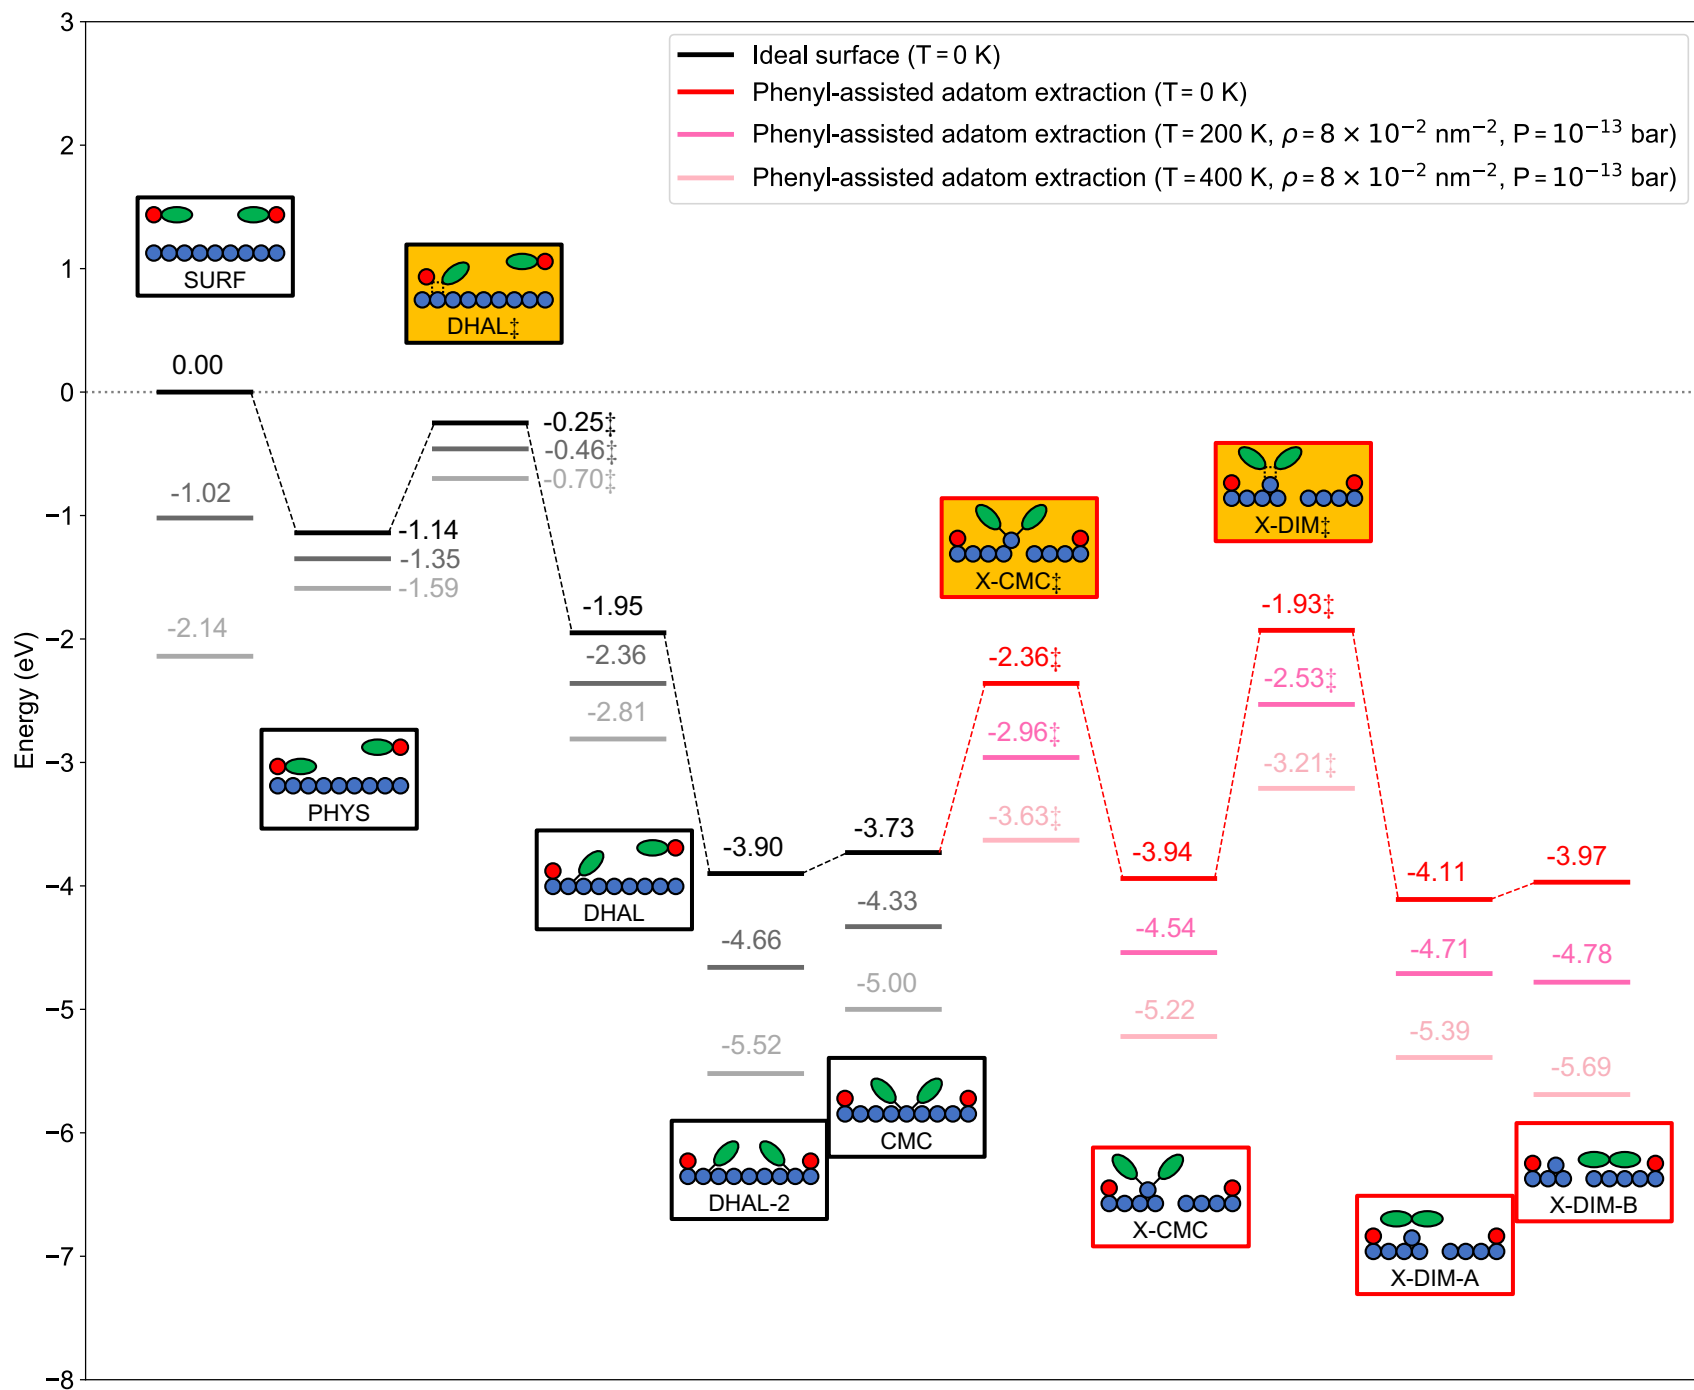 Ideal surface (T = 0 K)
Phenyl-assisted adatom extraction (T = 0 K)
Phenyl-assisted adatom extraction (T = 200 K, ρ = 8 × 10⁻² nm⁻², P = 10⁻¹³ bar)
Phenyl-assisted adatom extraction (T = 400 K, ρ = 8 × 10⁻² nm⁻², P = 10⁻¹³ bar)
Energy (eV)
3
2
1
0
−1
−2
−3
−4
−5
−6
−7
−8
SURF
0.00
-1.02
-2.14
-1.14
-1.35
-1.59
PHYS
DHAL‡
-0.25‡
-0.46‡
-0.70‡
-1.95
-2.36
-2.81
DHAL
-3.90
-4.66
-5.52
DHAL-2
-3.73
-4.33
-5.00
CMC
X-CMC‡
-2.36‡
-2.96‡
-3.63‡
-3.94
-4.54
-5.22
X-CMC
X-DIM‡
-1.93‡
-2.53‡
-3.21‡
-4.11
-4.71
-5.39
X-DIM-A
-3.97
-4.78
-5.69
X-DIM-B